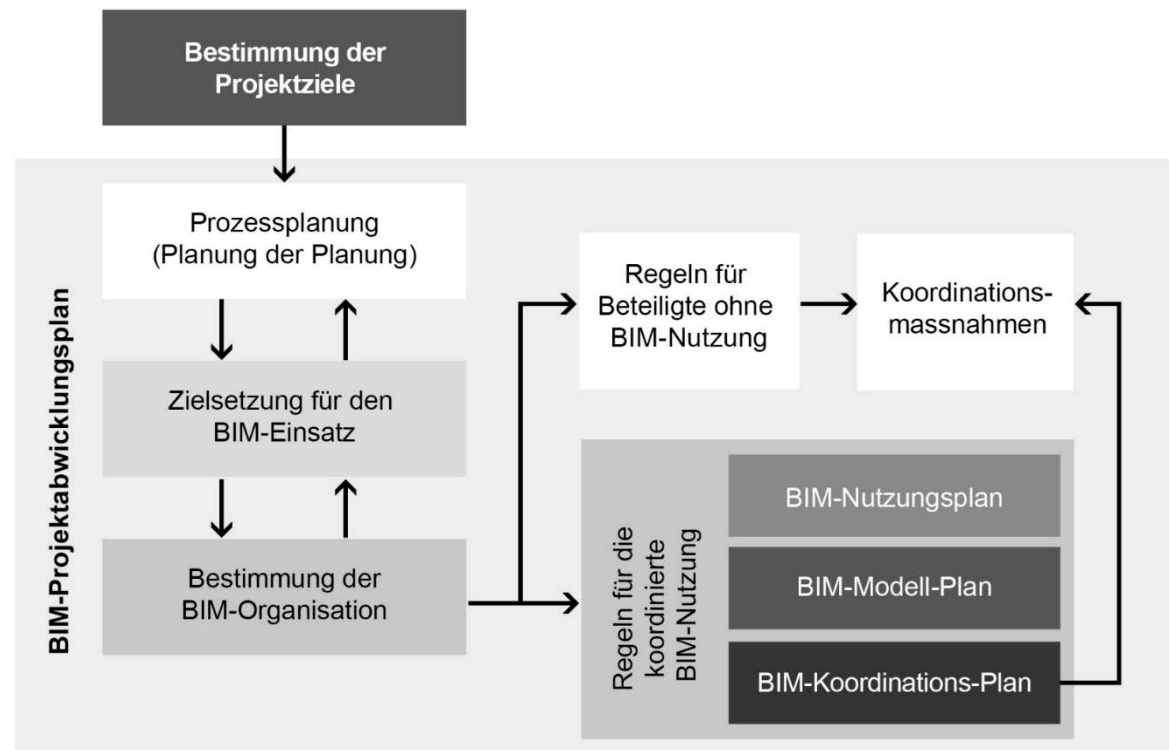 Bestimmung der
Projektziele
BIM-Projektabwicklungsplan
Prozessplanung
(Planung der Planung)
Zielsetzung für den
BIM-Einsatz
Bestimmung der
BIM-Organisation
Regeln für
Beteiligte ohne
BIM-Nutzung
Koordinations-
massnahmen
Regeln für die
koordinierte
BIM-Nutzung
BIM-Nutzungsplan
BIM-Modell-Plan
BIM-Koordinations-Plan